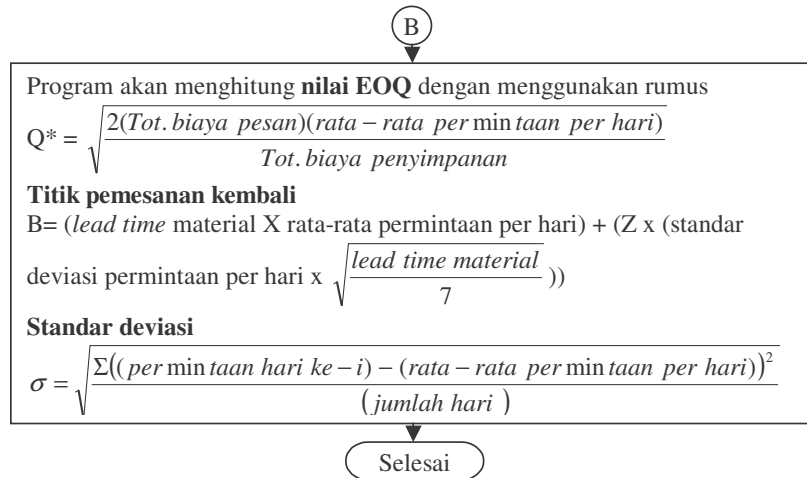 B
Program akan menghitung nilai EOQ dengan menggunakan rumus
Q* = √(2(Tot. biaya pesan)(rata − rata per min taan per hari) / Tot. biaya penyimpanan)
Titik pemesanan kembali
B= (lead time material X rata-rata permintaan per hari) + (Z x (standar
deviasi permintaan per hari x √(lead time material / 7) ))
Standar deviasi
σ = √(Σ((per min taan hari ke − i) − (rata − rata per min taan per hari))² / (jumlah hari ))
Selesai